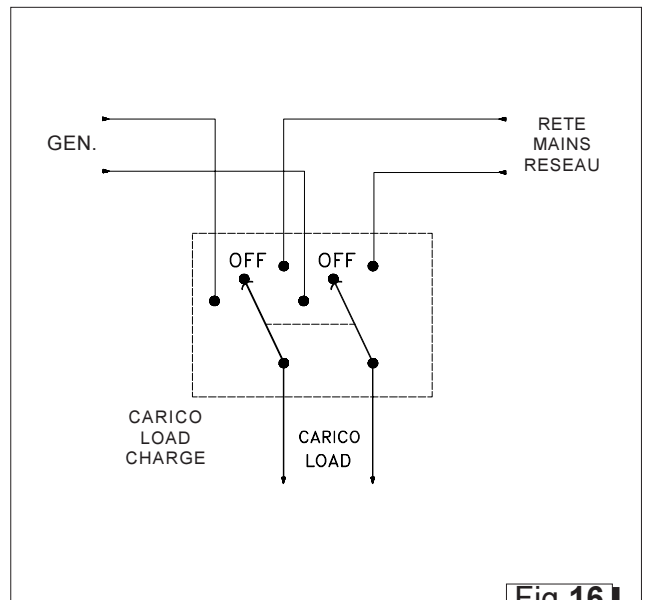 GEN.
RETE
MAINS
RESEAU
OFF OFF
CARICO
LOAD
CHARGE
CARICO
LOAD
Fig.16